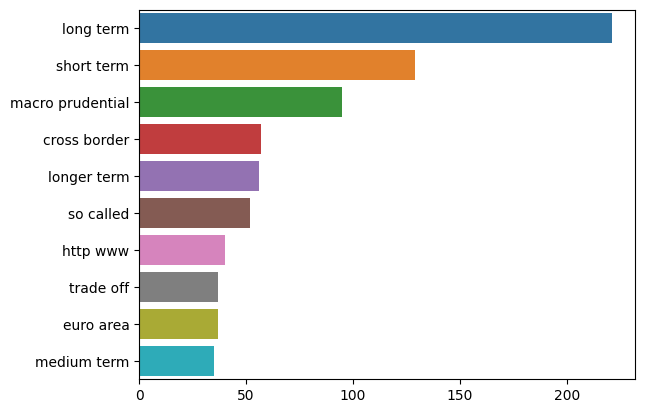 long term
short term
macro prudential
cross border
longer term
so called
http www
trade off
euro area
medium term
0 50 100 150 200